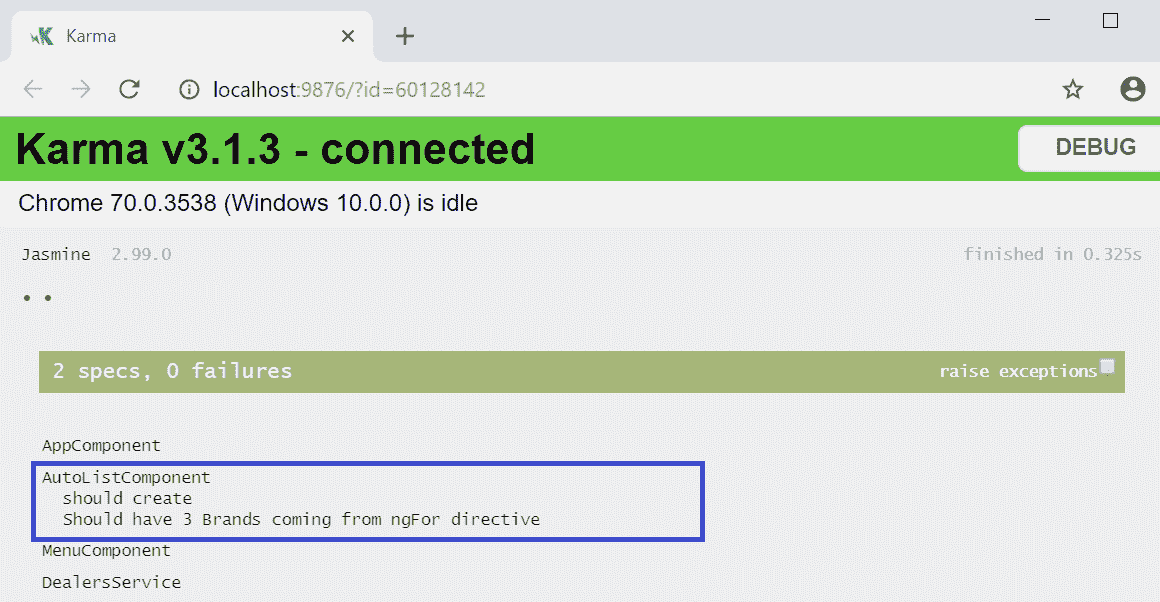 Karma
localhost:9876/?id=60128142
Karma v3.1.3 - connected
DEBUG
Chrome 70.0.3538 (Windows 10.0.0) is idle
Jasmine 2.99.0 finished in 0.325s
2 specs, 0 failures raise exceptions
AppComponent
AutoListComponent
should create
Should have 3 Brands coming from ngFor directive
MenuComponent
DealersService